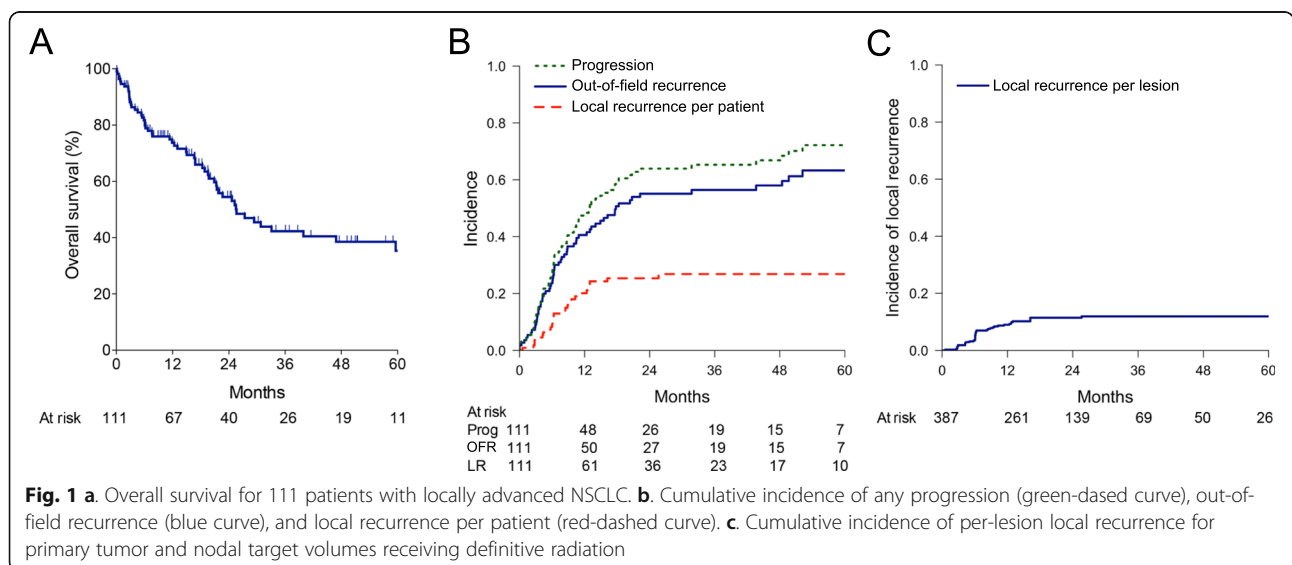 A
B
C
100
80
60
40
20
0
Overall survival (%)
0 12 24 36 48 60
Months
At risk 111 67 40 26 19 11
1.0
0.8
0.6
0.4
0.2
0.0
Incidence
Progression
Out-of-field recurrence
Local recurrence per patient
0 12 24 36 48 60
Months
At risk
Prog 111 48 26 19 15 7
OFR 111 50 27 19 15 7
LR 111 61 36 23 17 10
1.0
0.8
0.6
0.4
0.2
0.0
Incidence of local recurrence
Local recurrence per lesion
0 12 24 36 48 60
Months
At risk 387 261 139 69 50 26
Fig. 1 a. Overall survival for 111 patients with locally advanced NSCLC. b. Cumulative incidence of any progression (green-dased curve), out-of-
field recurrence (blue curve), and local recurrence per patient (red-dashed curve). c. Cumulative incidence of per-lesion local recurrence for
primary tumor and nodal target volumes receiving definitive radiation